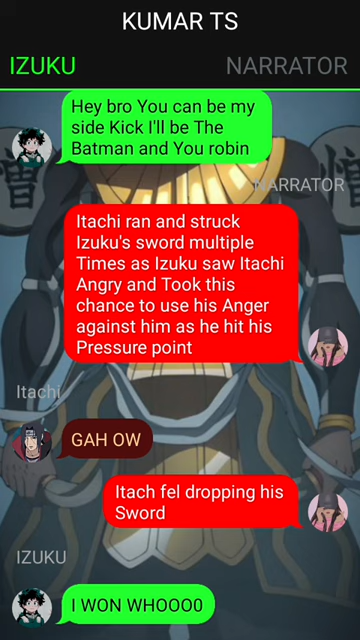 KUMAR TS
IZUKU
NARRATOR
Hey bro You can be my
side Kick I'll be The
Batman and You robin
NARRATOR
Itachi ran and struck
Izuku's sword multiple
Times as Izuku saw Itachi
Angry and Took this
chance to use his Anger
against him as he hit his
Pressure point
Itachi
GAH OW
Itach fel dropping his
Sword
IZUKU
I WON WHOOO0
憎
憎